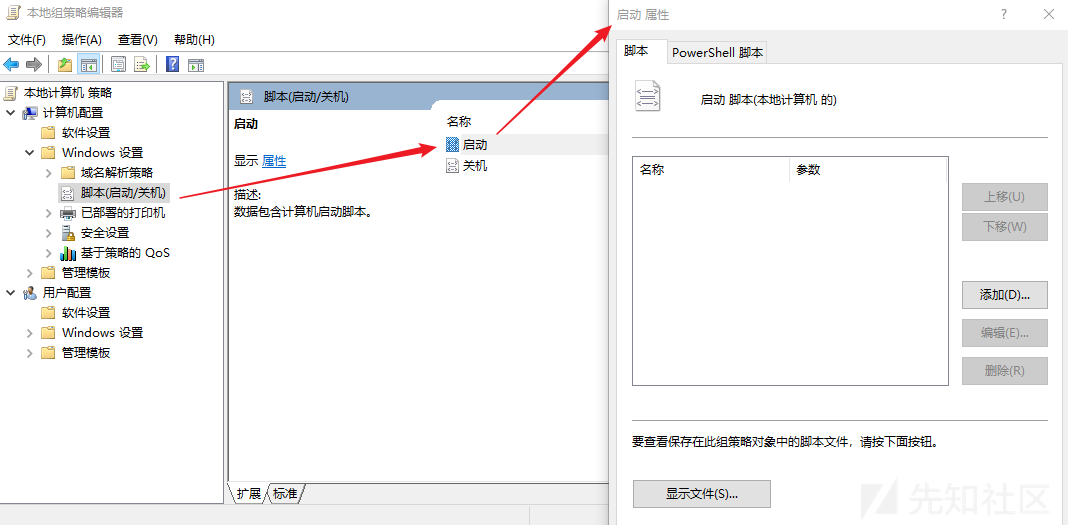 本地组策略编辑器
文件(F) 操作(A) 查看(V) 帮助(H)
本地计算机 策略
计算机配置
软件设置
Windows 设置
域名解析策略
脚本(启动/关机)
已部署的打印机
安全设置
基于策略的 QoS
管理模板
用户配置
软件设置
Windows 设置
管理模板
脚本(启动/关机)
启动
显示 属性
描述:
数据包含计算机启动脚本。
名称
启动
关机
扩展 标准
启动 属性
脚本 PowerShell 脚本
启动 脚本(本地计算机 的)
名称 参数
上移(U)
下移(W)
添加(D)...
编辑(E)...
删除(R)
要查看保存在此组策略对象中的脚本文件，请按下面按钮。
显示文件(S)...
先知社区